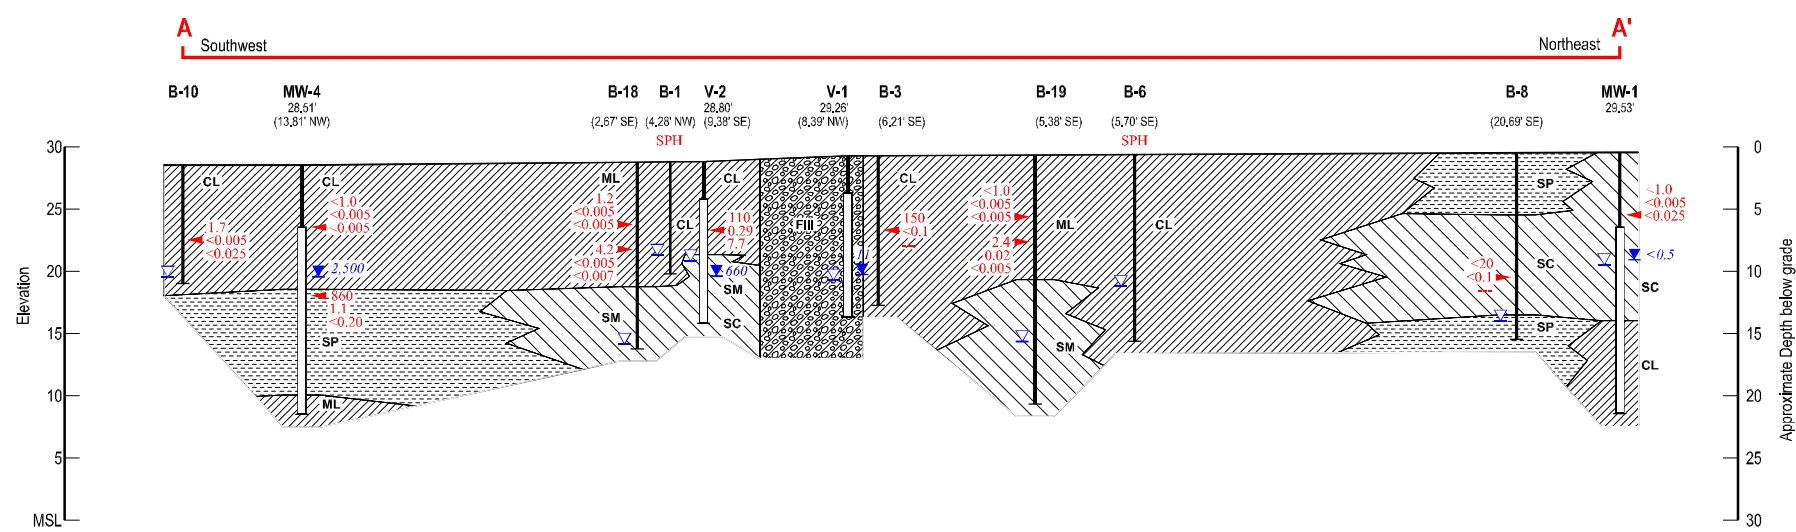 A
A'
Southwest
Northeast
B-10
MW-4
28.51'
(13.81' NW)
B-18
(2.67' SE)
B-1
(4.28' NW)
SPH
V-2
28.80'
(9.38' SE)
V-1
29.26'
(8.39' NW)
B-3
(6.21' SE)
B-19
(5.38' SE)
B-6
(5.70' SE)
SPH
B-8
(20.69' SE)
MW-1
29.53'
Elevation
30
25
20
15
10
5
MSL
CL
1.7
<0.005
<0.025
CL
<1.0
<0.005
<0.005
2,500
860
1.1
<0.20
SP
ML
ML
1.2
<0.005
<0.005
4.2
<0.005
<0.007
SM
CL
CL
110
0.29
7.7
660
SM
SC
Fill
11
CL
150
<0.1
--
<1.0
<0.005
<0.005
2.4
0.02
<0.005
ML
SM
CL
SP
SC
<20
<0.1
--
SP
<1.0
<0.005
<0.025
<0.5
SC
CL
0
5
10
15
20
25
30
Approximate Depth below grade